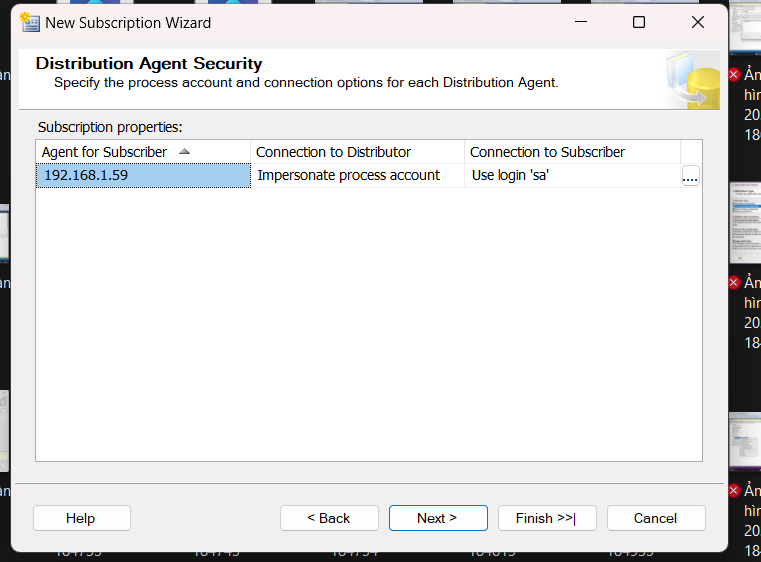 New Subscription Wizard
Distribution Agent Security
Specify the process account and connection options for each Distribution Agent.
Subscription properties:
Agent for Subscriber Connection to Distributor Connection to Subscriber
192.168.1.59 Impersonate process account Use login 'sa' ....
Help < Back Next > Finish >>| Cancel
Ản
hìn
20
18
Ản
hìn
20
18
Ản
hìn
20
18